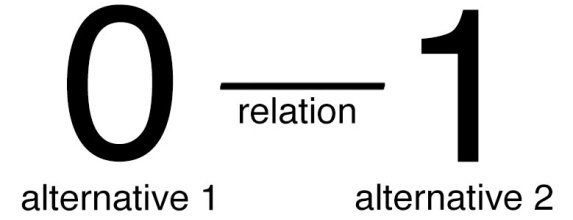 0 1
relation
alternative 1 alternative 2